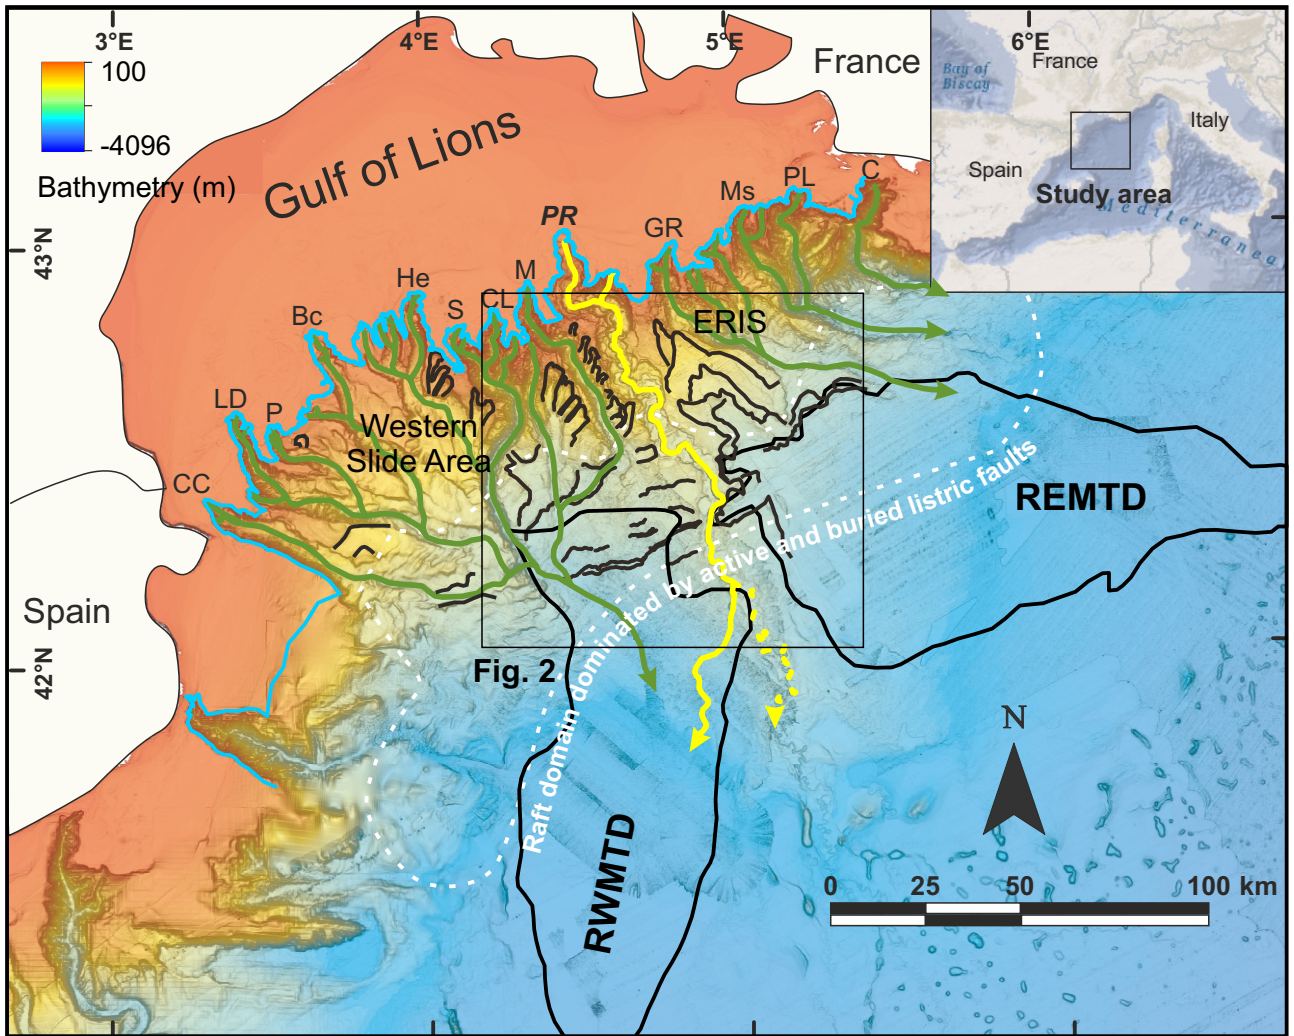 3°E
4°E
5°E
6°E
100
-4096
Bathymetry (m)
Gulf of Lions
France
Bay of
Biscay
France
Italy
Spain
Study area
Mediterranea
43°N
42°N
PR
GR
Ms
PL
C
M
CL
S
He
Bc
LD
P
CC
ERIS
Western
Slide Area
Spain
Fig. 2
REMTD
RWMTD
Raft domain dominated by active and buried listric faults
N
0 25 50 100 km